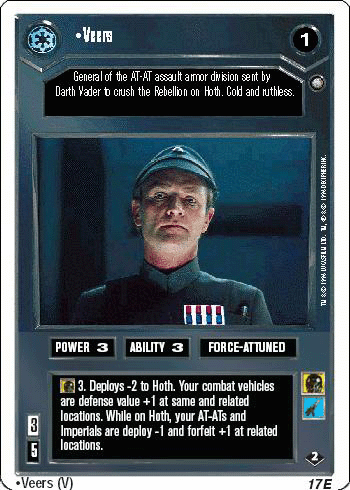 •Veers
1
General of the AT-AT assault armor division sent by
Darth Vader to crush the Rebellion on Hoth. Cold and ruthless.
POWER 3
ABILITY 3
FORCE-ATTUNED
3. Deploys -2 to Hoth. Your combat vehicles
are defense value +1 at same and related
locations. While on Hoth, your AT-ATs and
Imperials are deploy -1 and forfeit +1 at related
locations.
3
5
2
•Veers (V)
17E